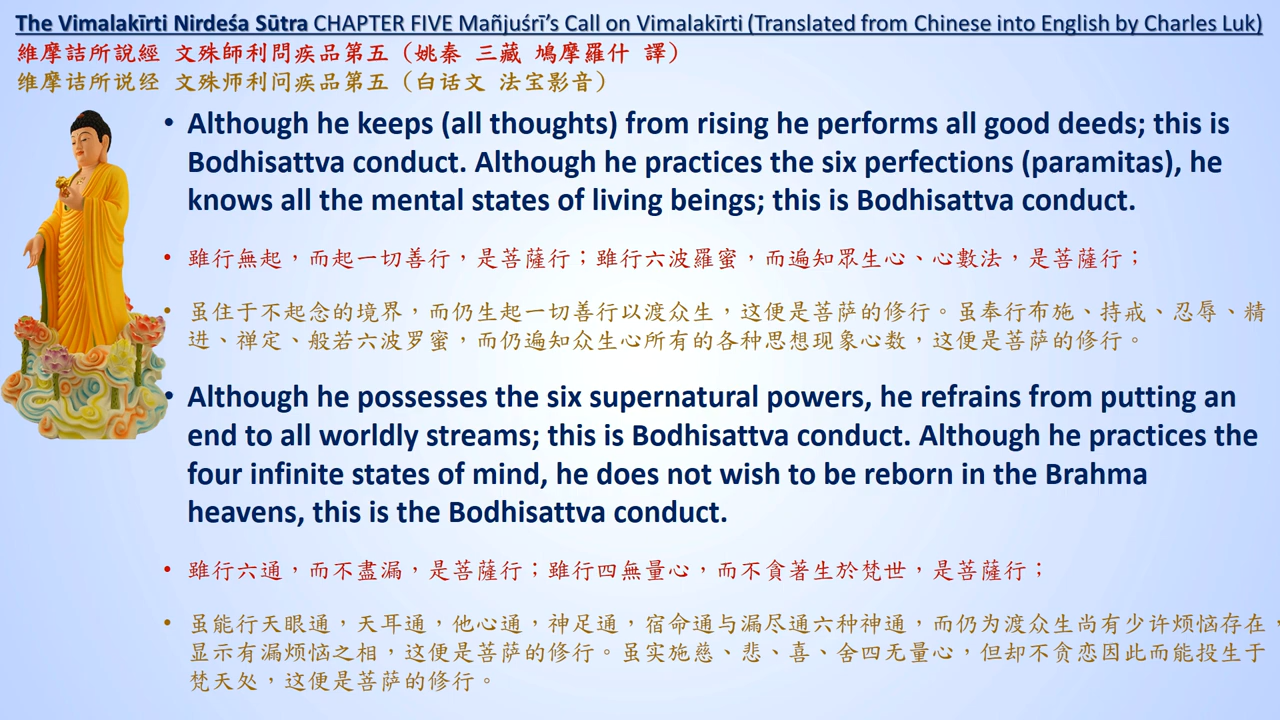 The Vimalakīrti Nirdeśa Sūtra CHAPTER FIVE Mañjuśrī's Call on Vimalakīrti (Translated from Chinese into English by Charles Luk)
維摩詰所說經 文殊師利問疾品第五（姚秦 三藏 鳩摩羅什 譯）
维摩诘所说经 文殊师利问疾品第五（白话文 法宝影音）
• Although he keeps (all thoughts) from rising he performs all good deeds; this is
Bodhisattva conduct. Although he practices the six perfections (paramitas), he
knows all the mental states of living beings; this is Bodhisattva conduct.
• 雖行無起，而起一切善行，是菩薩行；雖行六波羅蜜，而遍知眾生心、心數法，是菩薩行；
• 虽住于不起念的境界，而仍生起一切善行以渡众生，这便是菩萨的修行。虽奉行布施、持戒、忍辱、精
进、禅定、般若六波罗蜜，而仍遍知众生心所有的各种思想现象心数，这便是菩萨的修行。
• Although he possesses the six supernatural powers, he refrains from putting an
end to all worldly streams; this is Bodhisattva conduct. Although he practices the
four infinite states of mind, he does not wish to be reborn in the Brahma
heavens, this is the Bodhisattva conduct.
• 雖行六通，而不盡漏，是菩薩行；雖行四無量心，而不貪著生於梵世，是菩薩行；
• 虽能行天眼通，天耳通，他心通，神足通，宿命通与漏尽通六种神通，而仍为渡众生尚有少许烦恼存在，
显示有漏烦恼之相，这便是菩萨的修行。虽实施慈、悲、喜、舍四无量心，但却不贪恋因此而能投生于
梵天处，这便是菩萨的修行。